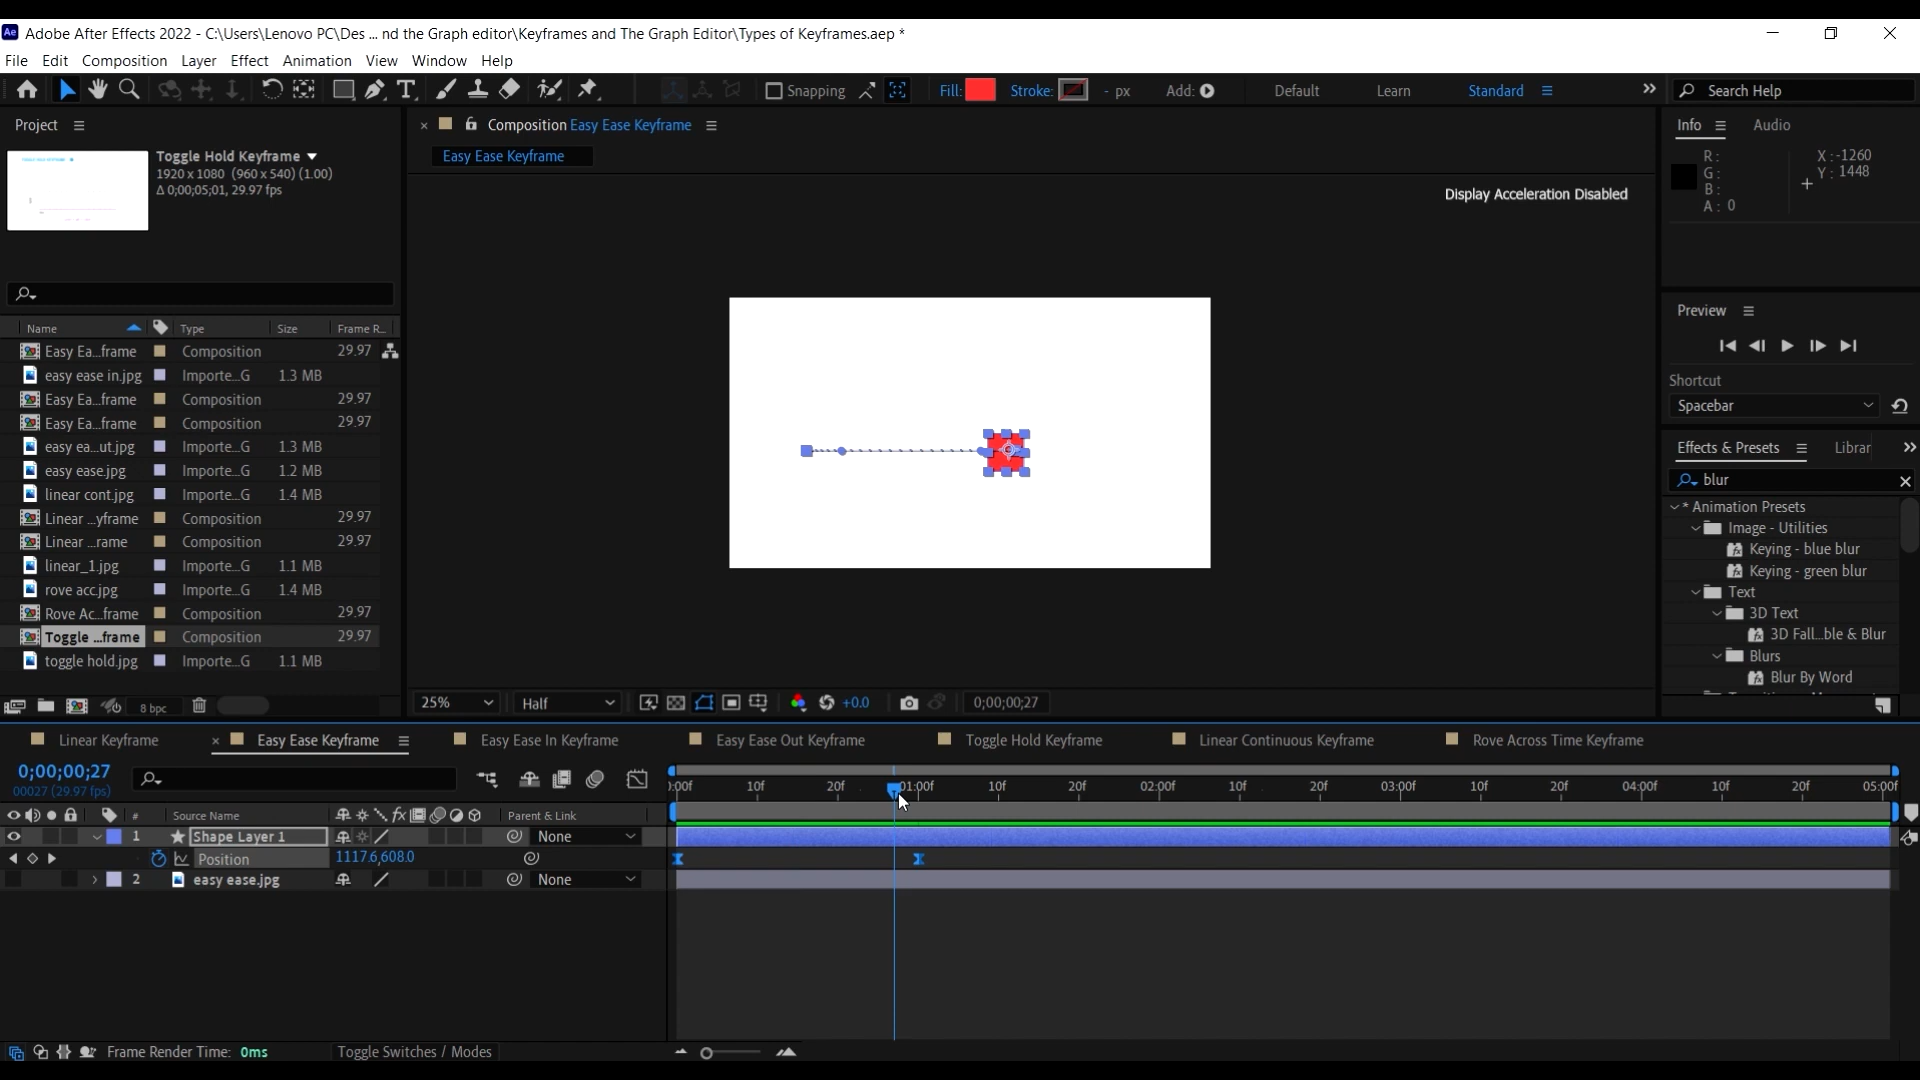 Adobe After Effects 2022 - C:\Users\Lenovo PC\Des ... nd the Graph editor\Keyframes and The Graph Editor\Types of Keyframes.aep *
File Edit Composition Layer Effect Animation View Window Help
Snapping Fill: Stroke: - px Add: Default Learn Standard Search Help
Project
Toggle Hold Keyframe
1920 x 1080 (960 x 540) (1.00)
Δ 0;00;05;01, 29.97 fps
Name Type Size Frame R...
Easy Ea...frame Composition 29.97
easy ease in.jpg Importe...G 1.3 MB
Easy Ea...frame Composition 29.97
Easy Ea...frame Composition 29.97
easy ea...ut.jpg Importe...G 1.3 MB
easy ease.jpg Importe...G 1.2 MB
linear cont.jpg Importe...G 1.4 MB
Linear ...yframe Composition 29.97
Linear ...rame Composition 29.97
linear_1.jpg Importe...G 1.1 MB
rove acc.jpg Importe...G 1.4 MB
Rove Ac...frame Composition 29.97
Toggle ...frame Composition 29.97
toggle hold.jpg Importe...G 1.1 MB
8 bpc
Composition Easy Ease Keyframe
Easy Ease Keyframe
Display Acceleration Disabled
25% Half +0.0 0;00;00;27
Info Audio
R: X : -1260
G: Y : 1448
B:
A: 0
Preview
Shortcut
Spacebar
Effects & Presets Librar
blur
* Animation Presets
Image - Utilities
Keying - blue blur
Keying - green blur
Text
3D Text
3D Fall...ble & Blur
Blurs
Blur By Word
Linear Keyframe Easy Ease Keyframe Easy Ease In Keyframe Easy Ease Out Keyframe Toggle Hold Keyframe Linear Continuous Keyframe Rove Across Time Keyframe
0;00;00;27
00027 (29.97 fps)
):00f 10f 20f 01:00f 10f 20f 02:00f 10f 20f 03:00f 10f 20f 04:00f 10f 20f 05:00f
# Source Name Parent & Link
1 Shape Layer 1 None
Position 1117.6,608.0
2 easy ease.jpg None
Frame Render Time: 0ms Toggle Switches / Modes